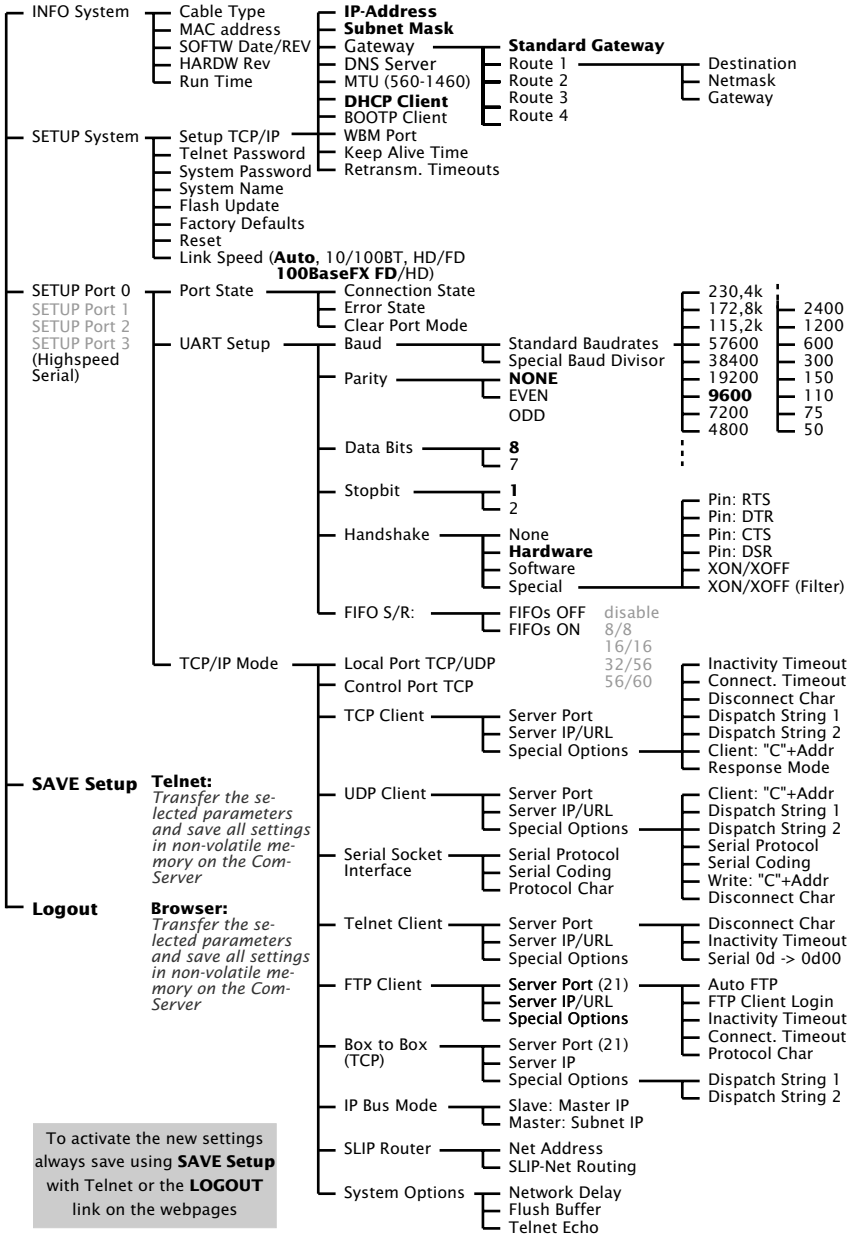 INFO System
Cable Type
MAC address
SOFTW Date/REV
HARDW Rev
Run Time
SETUP System
Setup TCP/IP
IP-Address
Subnet Mask
Gateway
Standard Gateway
Route 1
Destination
Netmask
Gateway
Route 2
Route 3
Route 4
DNS Server
MTU (560-1460)
DHCP Client
BOOTP Client
WBM Port
Keep Alive Time
Retransm. Timeouts
Telnet Password
System Password
System Name
Flash Update
Factory Defaults
Reset
Link Speed (Auto, 10/100BT, HD/FD
100BaseFX FD/HD)
SETUP Port 0
SETUP Port 1
SETUP Port 2
SETUP Port 3
(Highspeed
Serial)
Port State
Connection State
Error State
Clear Port Mode
UART Setup
Baud
Standard Baudrates
Special Baud Divisor
230,4k
172,8k
115,2k
57600
38400
19200
9600
7200
4800
2400
1200
600
300
150
110
75
50
Parity
NONE
EVEN
ODD
Data Bits
8
7
Stopbit
1
2
Handshake
None
Hardware
Software
Special
Pin: RTS
Pin: DTR
Pin: CTS
Pin: DSR
XON/XOFF
XON/XOFF (Filter)
FIFO S/R:
FIFOs OFF
FIFOs ON
disable
8/8
16/16
32/56
56/60
TCP/IP Mode
Local Port TCP/UDP
Control Port TCP
TCP Client
Server Port
Server IP/URL
Special Options
Inactivity Timeout
Connect. Timeout
Disconnect Char
Dispatch String 1
Dispatch String 2
Client: "C"+Addr
Response Mode
UDP Client
Server Port
Server IP/URL
Special Options
Client: "C"+Addr
Dispatch String 1
Dispatch String 2
Serial Protocol
Serial Coding
Write: "C"+Addr
Disconnect Char
Serial Socket
Interface
Serial Protocol
Serial Coding
Protocol Char
Telnet Client
Server Port
Server IP/URL
Special Options
Disconnect Char
Inactivity Timeout
Serial 0d -> 0d00
FTP Client
Server Port (21)
Server IP/URL
Special Options
Auto FTP
FTP Client Login
Inactivity Timeout
Connect. Timeout
Protocol Char
Box to Box
(TCP)
Server Port (21)
Server IP
Special Options
Dispatch String 1
Dispatch String 2
IP Bus Mode
Slave: Master IP
Master: Subnet IP
SLIP Router
Net Address
SLIP-Net Routing
System Options
Network Delay
Flush Buffer
Telnet Echo
SAVE Setup
Telnet:
Transfer the se-
lected parameters
and save all settings
in non-volatile me-
mory on the Com-
Server
Logout
Browser:
Transfer the se-
lected parameters
and save all settings
in non-volatile me-
mory on the Com-
Server
To activate the new settings
always save using SAVE Setup
with Telnet or the LOGOUT
link on the webpages